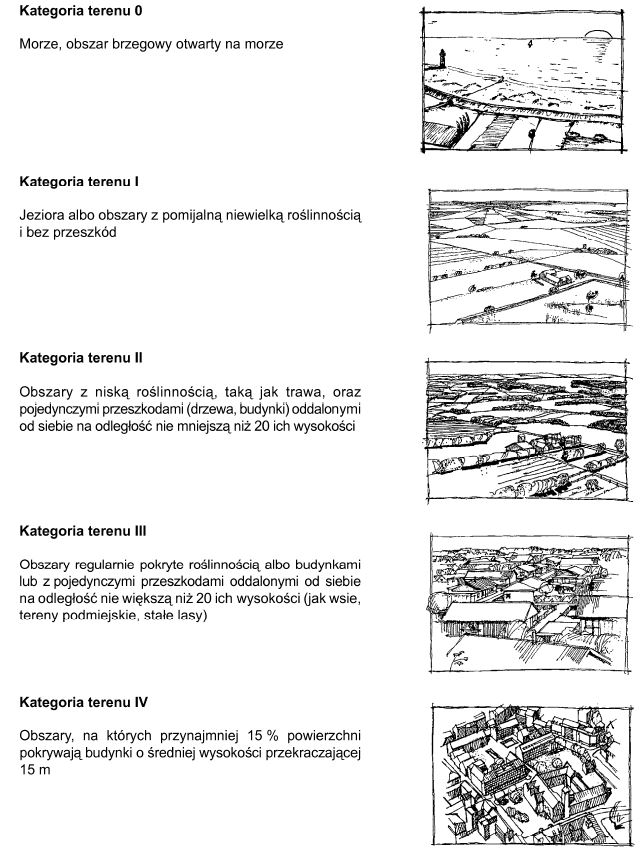 Kategoria terenu 0
Morze, obszar brzegowy otwarty na morze
Kategoria terenu I
Jeziora albo obszary z pomijalną niewielką roślinnością
i bez przeszkód
Kategoria terenu II
Obszary z niską roślinnością, taką jak trawa, oraz
pojedynczymi przeszkodami (drzewa, budynki) oddalonymi
od siebie na odległość nie mniejszą niż 20 ich wysokości
Kategoria terenu III
Obszary regularnie pokryte roślinnością albo budynkami
lub z pojedynczymi przeszkodami oddalonymi od siebie
na odległość nie większą niż 20 ich wysokości (jak wsie,
tereny podmiejskie, stałe lasy)
Kategoria terenu IV
Obszary, na których przynajmniej 15 % powierzchni
pokrywają budynki o średniej wysokości przekraczającej
15 m